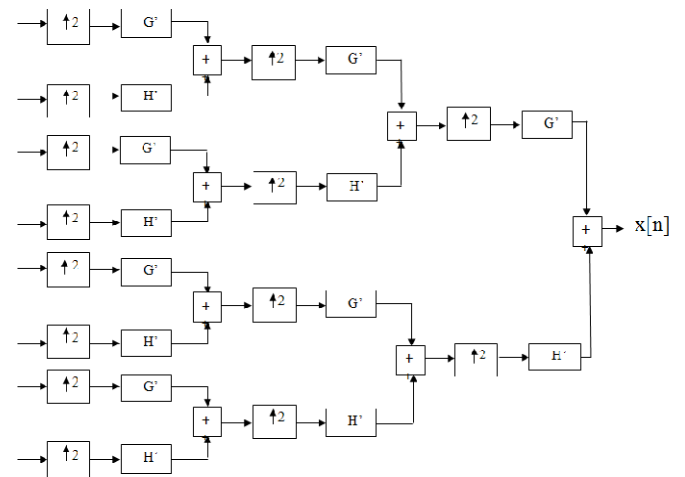 ↑2 G'
+ ↑2 G'
↑2 H'
+ ↑2 G'
↑2 G'
+ ↑2 H'
↑2 H'
+ x[n]
↑2 G'
+ ↑2 G'
↑2 H'
+ ↑2 H'
↑2 G'
+ ↑2 H'
↑2 H'